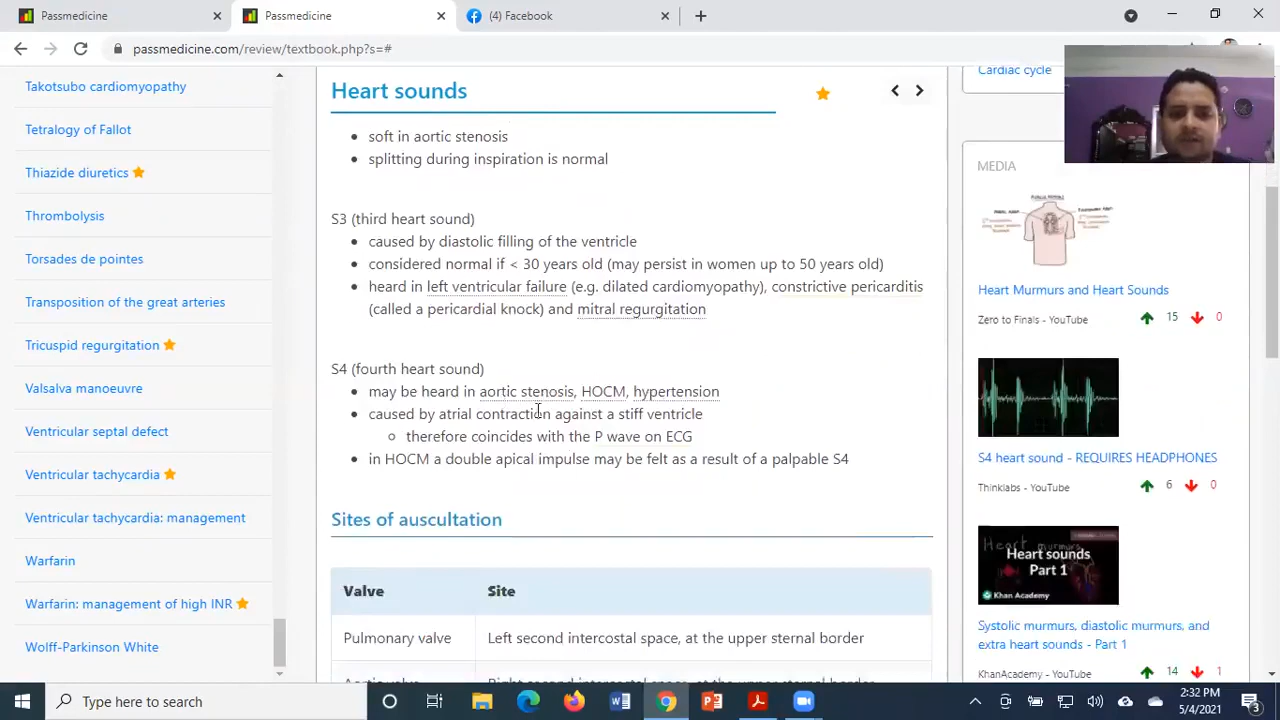 Passmedicine
Passmedicine
(4) Facebook
passmedicine.com/review/textbook.php?s=#
Takotsubo cardiomyopathy
Tetralogy of Fallot
Thiazide diuretics
Thrombolysis
Torsades de pointes
Transposition of the great arteries
Tricuspid regurgitation
Valsalva manoeuvre
Ventricular septal defect
Ventricular tachycardia
Ventricular tachycardia: management
Warfarin
Warfarin: management of high INR
Wolff-Parkinson White
Heart sounds
soft in aortic stenosis
splitting during inspiration is normal
S3 (third heart sound)
caused by diastolic filling of the ventricle
considered normal if < 30 years old (may persist in women up to 50 years old)
heard in left ventricular failure (e.g. dilated cardiomyopathy), constrictive pericarditis
(called a pericardial knock) and mitral regurgitation
S4 (fourth heart sound)
may be heard in aortic stenosis, HOCM, hypertension
caused by atrial contraction against a stiff ventricle
therefore coincides with the P wave on ECG
in HOCM a double apical impulse may be felt as a result of a palpable S4
Sites of auscultation
Valve Site
Pulmonary valve Left second intercostal space, at the upper sternal border
Cardiac cycle
MEDIA
Heart Murmurs and Heart Sounds
Zero to Finals - YouTube 15 0
S4 heart sound - REQUIRES HEADPHONES
Thinklabs - YouTube 6 0
Heart murmurs
Heart sounds
Part 1
Khan Academy
Systolic murmurs, diastolic murmurs, and
extra heart sounds - Part 1
KhanAcademy - YouTube 14 1
Type here to search
2:32 PM
5/4/2021
3